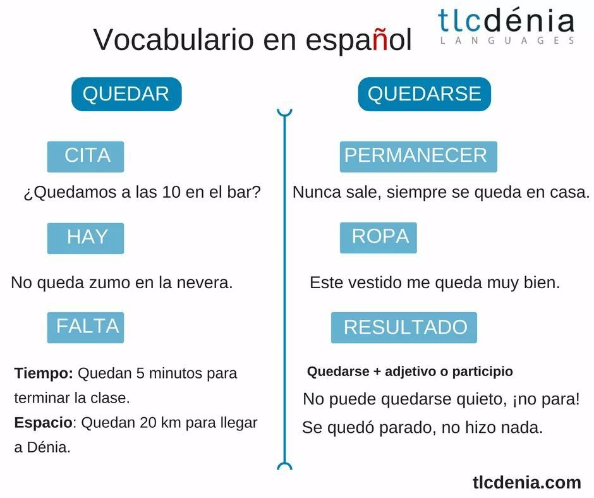 Vocabulario en español
tlcdénia
LANGUAGES
QUEDAR
CITA
¿Quedamos a las 10 en el bar?
HAY
No queda zumo en la nevera.
FALTA
Tiempo: Quedan 5 minutos para
terminar la clase.
Espacio: Quedan 20 km para llegar
a Dénia.
QUEDARSE
PERMANECER
Nunca sale, siempre se queda en casa.
ROPA
Este vestido me queda muy bien.
RESULTADO
Quedarse + adjetivo o participio
No puede quedarse quieto, ¡no para!
Se quedó parado, no hizo nada.
tlcdenia.com